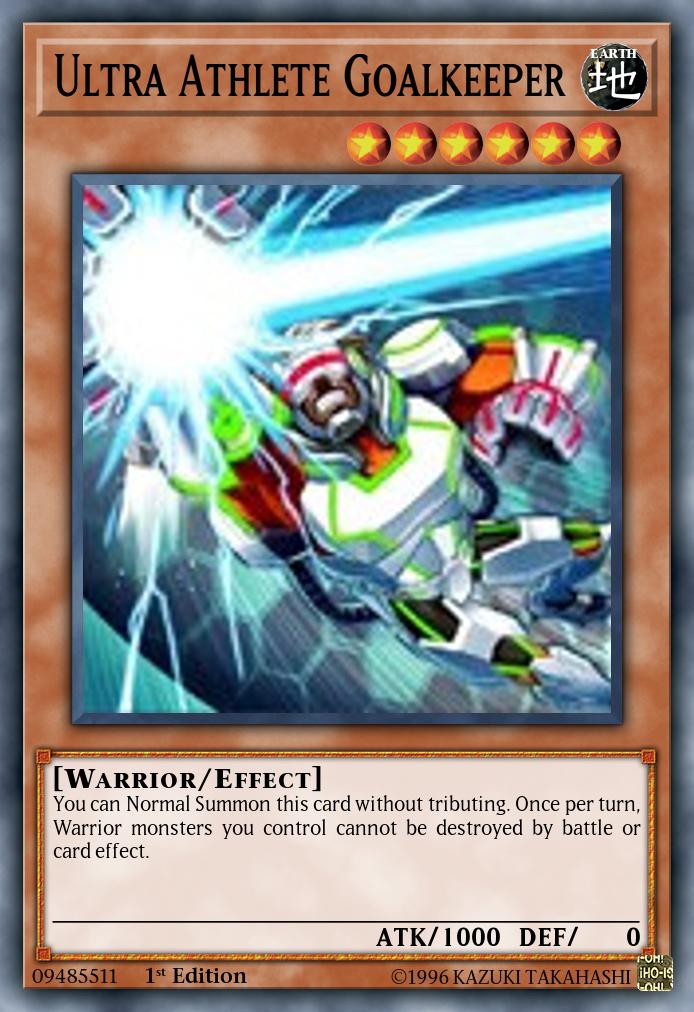 Ultra Athlete Goalkeeper
EARTH
地
[Warrior/Effect]
You can Normal Summon this card without tributing. Once per turn,
Warrior monsters you control cannot be destroyed by battle or
card effect.
ATK/1000 DEF/ 0
09485511 1st Edition ©1996 KAZUKI TAKAHASHI